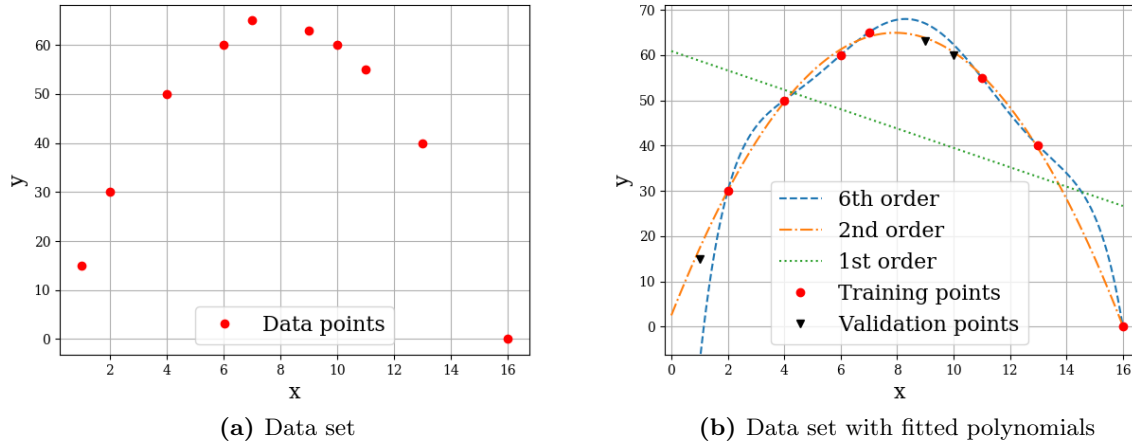 60
50
40
30
20
10
0
y
2 4 6 8 10 12 14 16
x
Data points
(a) Data set
70
60
50
40
30
20
10
0
y
0 2 4 6 8 10 12 14 16
x
6th order
2nd order
1st order
Training points
Validation points
(b) Data set with fitted polynomials